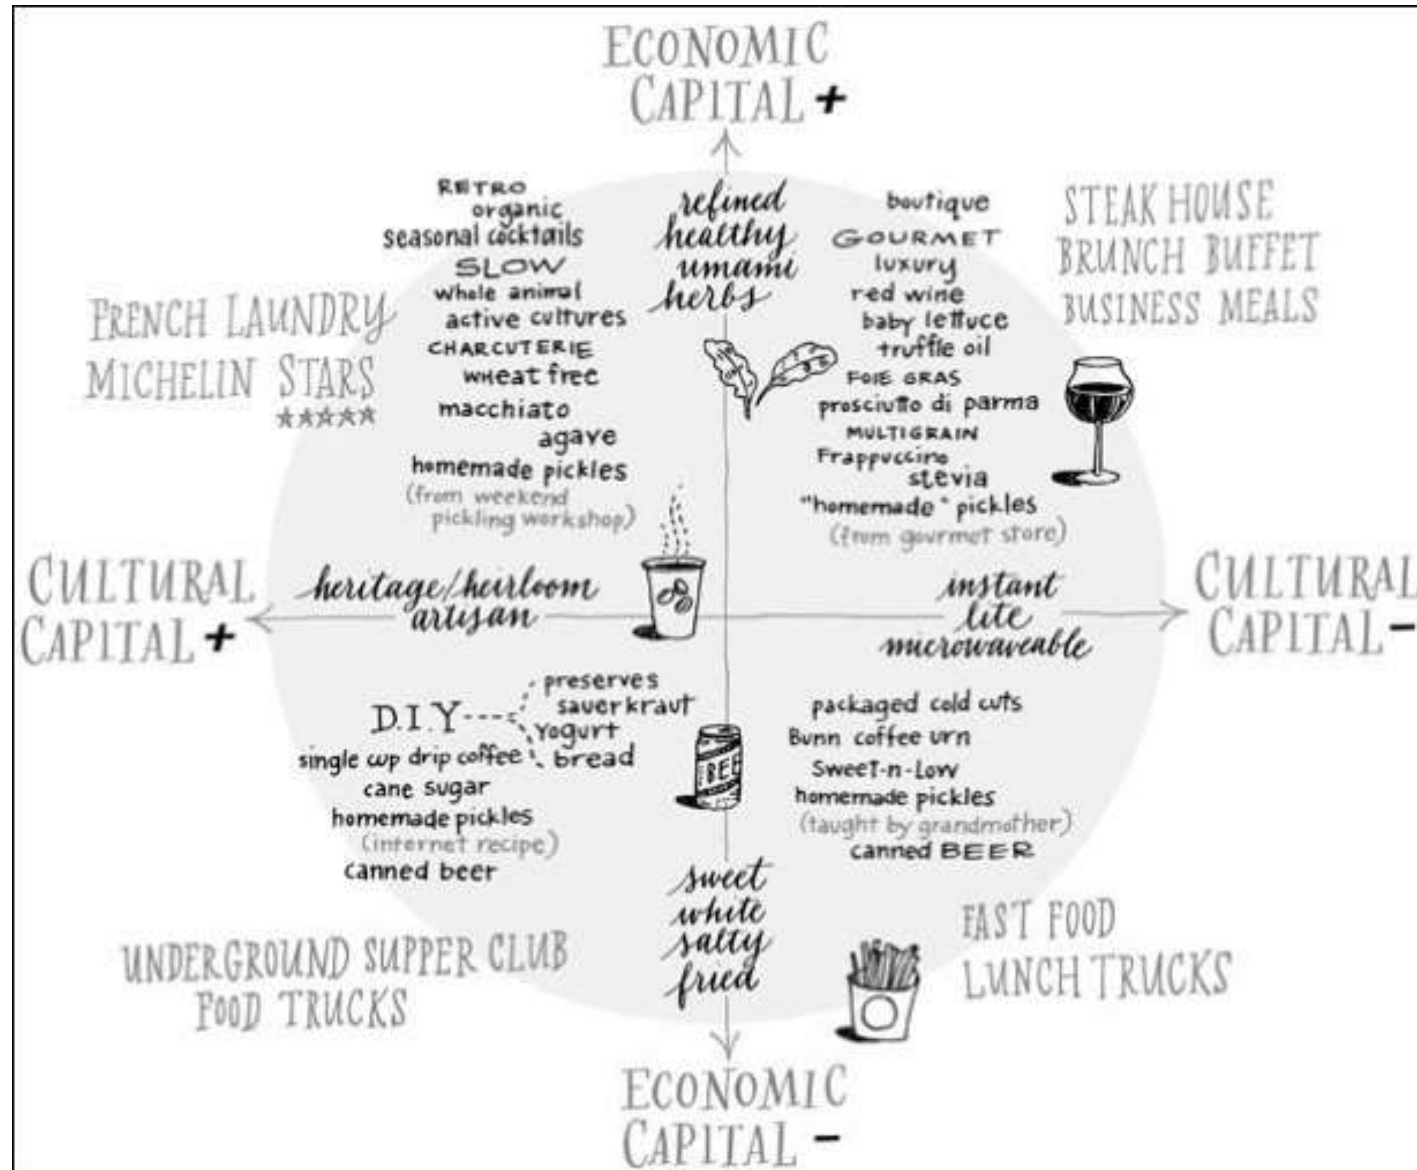 ECONOMIC
CAPITAL +
RETRO
organic
seasonal cocktails
SLOW
whole animal
active cultures
CHARCUTERIE
wheat free
macchiato
agave
homemade pickles
(from weekend
pickling workshop)
refined
healthy
umami
herbs
boutique
GOURMET
luxury
red wine
baby lettuce
truffle oil
FOIE GRAS
prosciutto di parma
MULTIGRAIN
Frappuccino
stevia
"homemade" pickles
(from gourmet store)
STEAK HOUSE
BRUNCH BUFFET
BUSINESS MEALS
FRENCH LAUNDRY
MICHELIN STARS
CULTURAL
CAPITAL +
heritage/heirloom
artisan
instant
lite
microwaveable
CULTURAL
CAPITAL -
D.I.Y
preserves
sauerkraut
Yogurt
bread
single cup drip coffee
cane sugar
homemade pickles
(internet recipe)
canned beer
BEE
packaged cold cuts
Bunn coffee urn
Sweet-n-Low
homemade pickles
(taught by grandmother)
canned BEER
sweet
white
salty
fried
UNDERGROUND SUPPER CLUB
FOOD TRUCKS
FAST FOOD
LUNCH TRUCKS
ECONOMIC
CAPITAL -